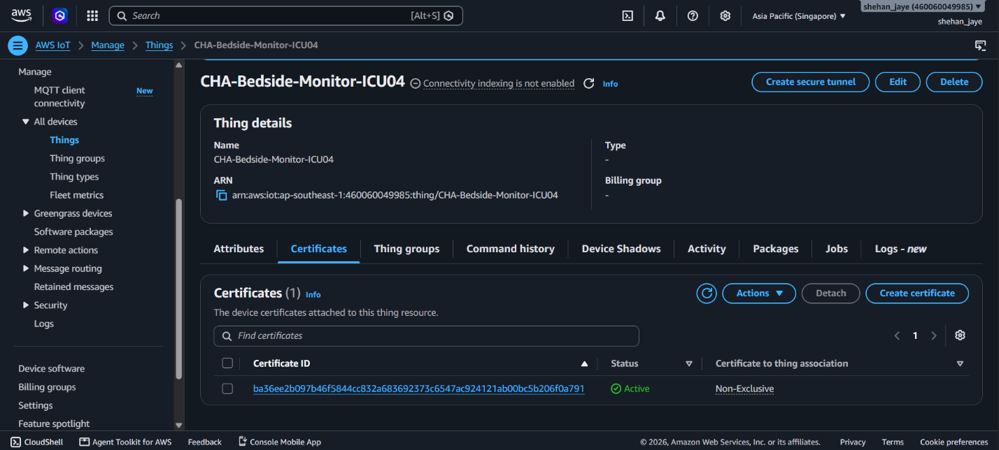 aws
Search [Alt+S]
Asia Pacific (Singapore)
shehan_jaye (460060049985)
shehan_jaye
AWS IoT
Manage
Things
CHA-Bedside-Monitor-ICU04
Manage
MQTT client connectivity
New
All devices
Things
Thing groups
Thing types
Fleet metrics
Greengrass devices
Software packages
Remote actions
Message routing
Retained messages
Security
Logs
Device software
Billing groups
Settings
Feature spotlight
CHA-Bedside-Monitor-ICU04
Connectivity indexing is not enabled
Info
Create secure tunnel
Edit
Delete
Thing details
Name
CHA-Bedside-Monitor-ICU04
ARN
arn:aws:iot:ap-southeast-1:460060049985:thing/CHA-Bedside-Monitor-ICU04
Type
-
Billing group
-
Attributes
Certificates
Thing groups
Command history
Device Shadows
Activity
Packages
Jobs
Logs - new
Certificates (1) Info
Actions
Detach
Create certificate
The device certificates attached to this thing resource.
Find certificates
1
Certificate ID
Status
Certificate to thing association
ba36ee2b097b46f5844cc832a683692373c6547ac924121ab00bc5b206f0a791
Active
Non-Exclusive
CloudShell
Agent Toolkit for AWS
Feedback
Console Mobile App
© 2026, Amazon Web Services, Inc. or its affiliates.
Privacy
Terms
Cookie preferences